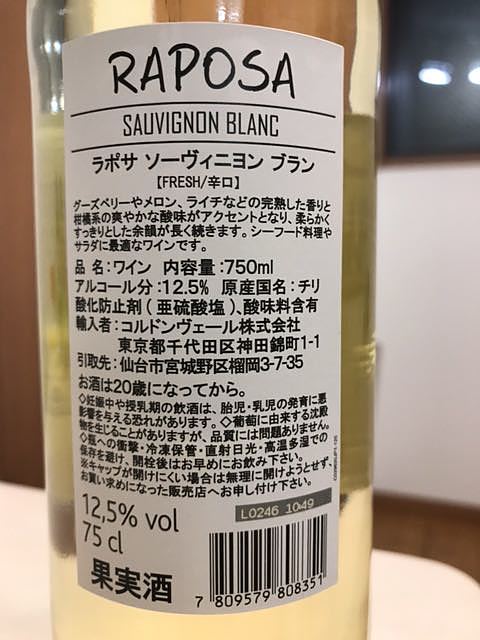 RAPOSA
SAUVIGNON BLANC
ラポサ ソーヴィニヨン ブラン
【FRESH/辛口】
グーズベリーやメロン、ライチなどの完熟した香りと
柑橘系の爽やかな酸味がアクセントとなり、柔らかく
すっきりとした余韻が長く続きます。シーフード料理や
サラダに最適なワインです。
品 名：ワイン 内容量：750ml
アルコール分：12.5% 原産国名：チリ
酸化防止剤(亜硫酸塩)、酸味料含有
輸入者：コルドンヴェール株式会社
東京都千代田区神田錦町1-1
引取先：仙台市宮城野区榴岡3-7-35
お酒は20歳になってから。
◇妊娠中や授乳期の飲酒は、胎児・乳児の発育に悪
影響を与える恐れがあります。◇葡萄に由来する沈殿
物を生じることがありますが、品質には問題ありません。
◇瓶への衝撃・冷凍保管・直射日光・高温多湿での
保存を避け、開栓後はお早めにお飲み下さい。
※キャップが開けにくい場合は無理に開けようとせず、
お買い求めになった販売店へお申し付け下さい。
12,5% vol
75 cl
L0246 10:49
果実酒
7 809579 808351